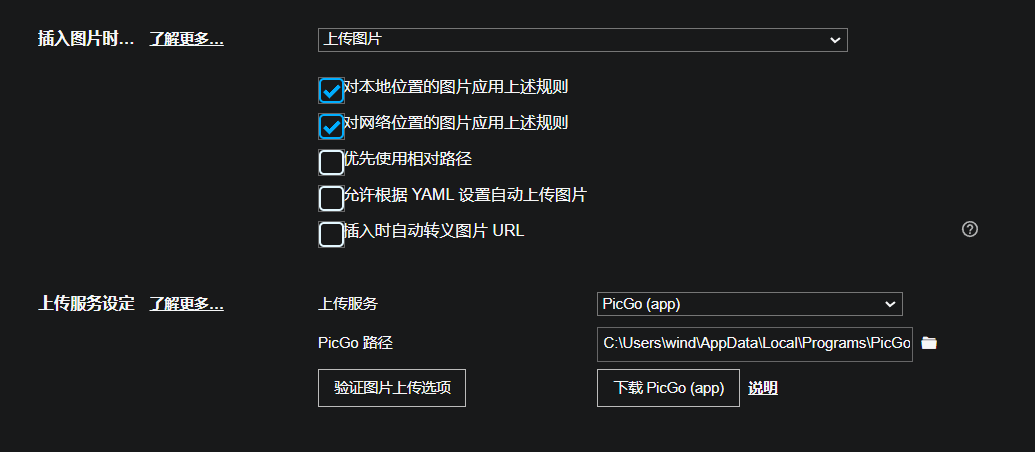 插入图片时... 了解更多... 上传图片
对本地位置的图片应用上述规则
对网络位置的图片应用上述规则
优先使用相对路径
允许根据 YAML 设置自动上传图片
插入时自动转义图片 URL
上传服务设定 了解更多... 上传服务 PicGo (app)
PicGo 路径 C:\Users\wind\AppData\Local\Programs\PicGo
验证图片上传选项 下载 PicGo (app) 说明